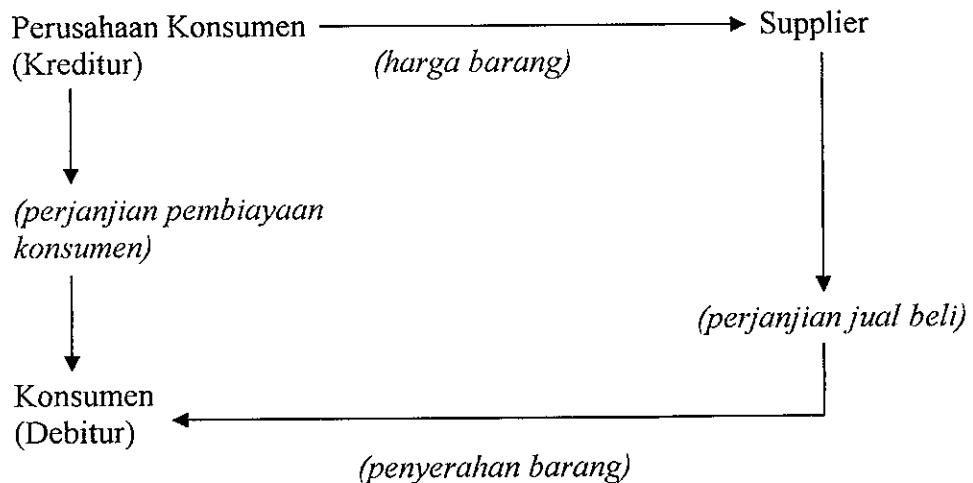 Perusahaan Konsumen
(Kreditur)
(harga barang)
Supplier
(perjanjian pembiayaan
konsumen)
(perjanjian jual beli)
Konsumen
(Debitur)
(penyerahan barang)